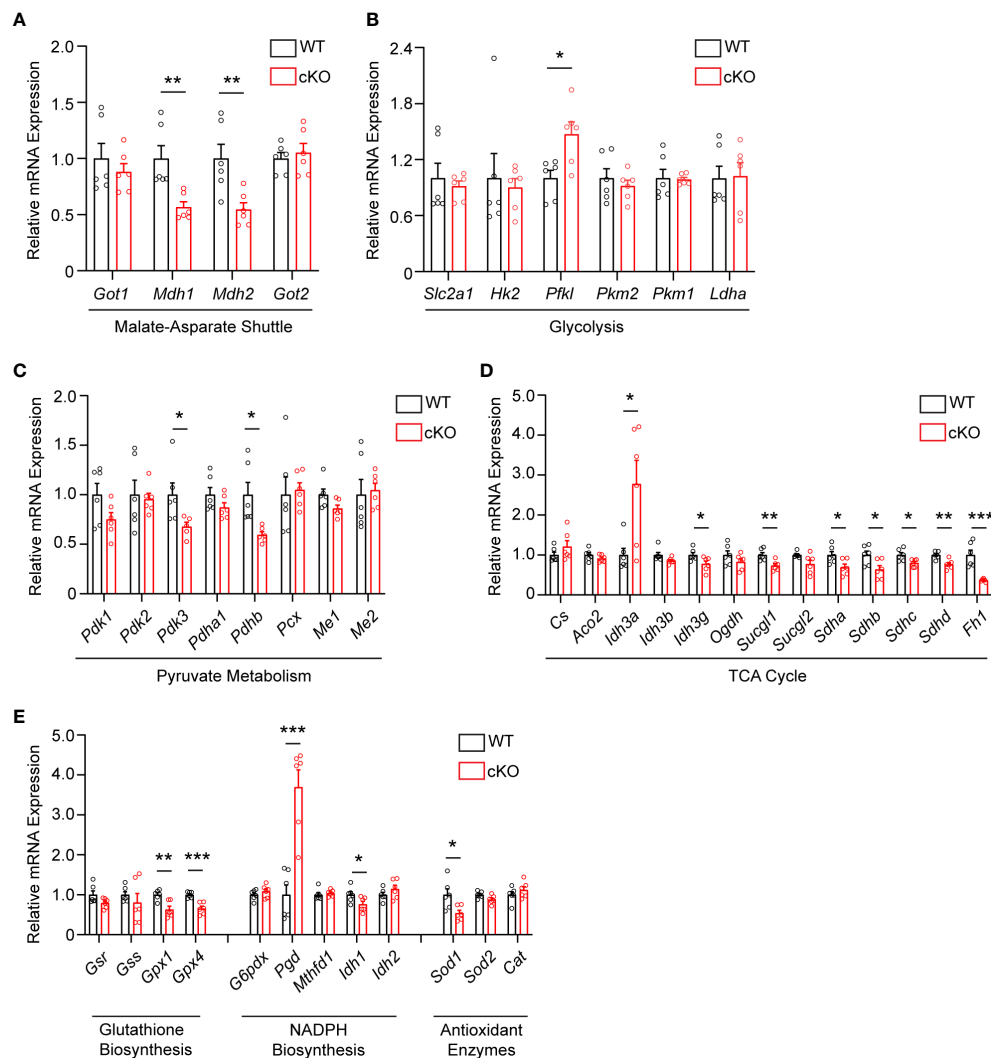 A
Relative mRNA Expression
2.0
1.5
1.0
0.5
0
WT
cKO
** **
Got1 Mdh1 Mdh2 Got2
Malate-Asparate Shuttle
B
Relative mRNA Expression
2.4
1.8
1.2
0.6
0
WT
cKO
*
Slc2a1 Hk2 Pfkl Pkm2 Pkm1 Ldha
Glycolysis
C
Relative mRNA Expression
2.0
1.5
1.0
0.5
0
WT
cKO
* *
Pdk1 Pdk2 Pdk3 Pdha1 Pdhb Pcx Me1 Me2
Pyruvate Metabolism
D
Relative mRNA Expression
5.0
4.0
3.0
2.0
1.0
0
WT
cKO
* * ** * * * ** ***
Cs Aco2 Idh3a Idh3b Idh3g Ogdh Sucgl1 Sucgl2 Sdha Sdhb Sdhc Sdhd Fh1
TCA Cycle
E
Relative mRNA Expression
5.0
4.0
3.0
2.0
1.0
0
WT
cKO
** *** *** * *
Gsr Gss Gpx1 Gpx4 G6pdx Pgd Mthfd1 Idh1 Idh2 Sod1 Sod2 Cat
Glutathione
Biosynthesis
NADPH
Biosynthesis
Antioxidant
Enzymes